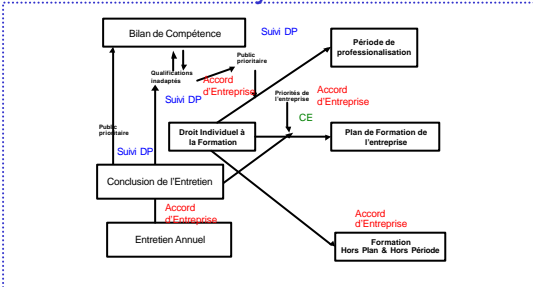 Bilan de Compétence
Suivi DP
Période de
professionalisation
Public
prioritaire
Qualifications
inadaptés
Accord
d'Entreprise
Suivi DP
Priorités de
l'entreprise
Accord
d'Entreprise
CE
Public
prioritaire
Droit Individuel à
la Formation
Plan de Formation de
l'entreprise
Suivi DP
Conclusion de l'Entretien
Accord
d'Entreprise
Accord
d'Entreprise
Entretien Annuel
Formation
Hors Plan & Hors Période